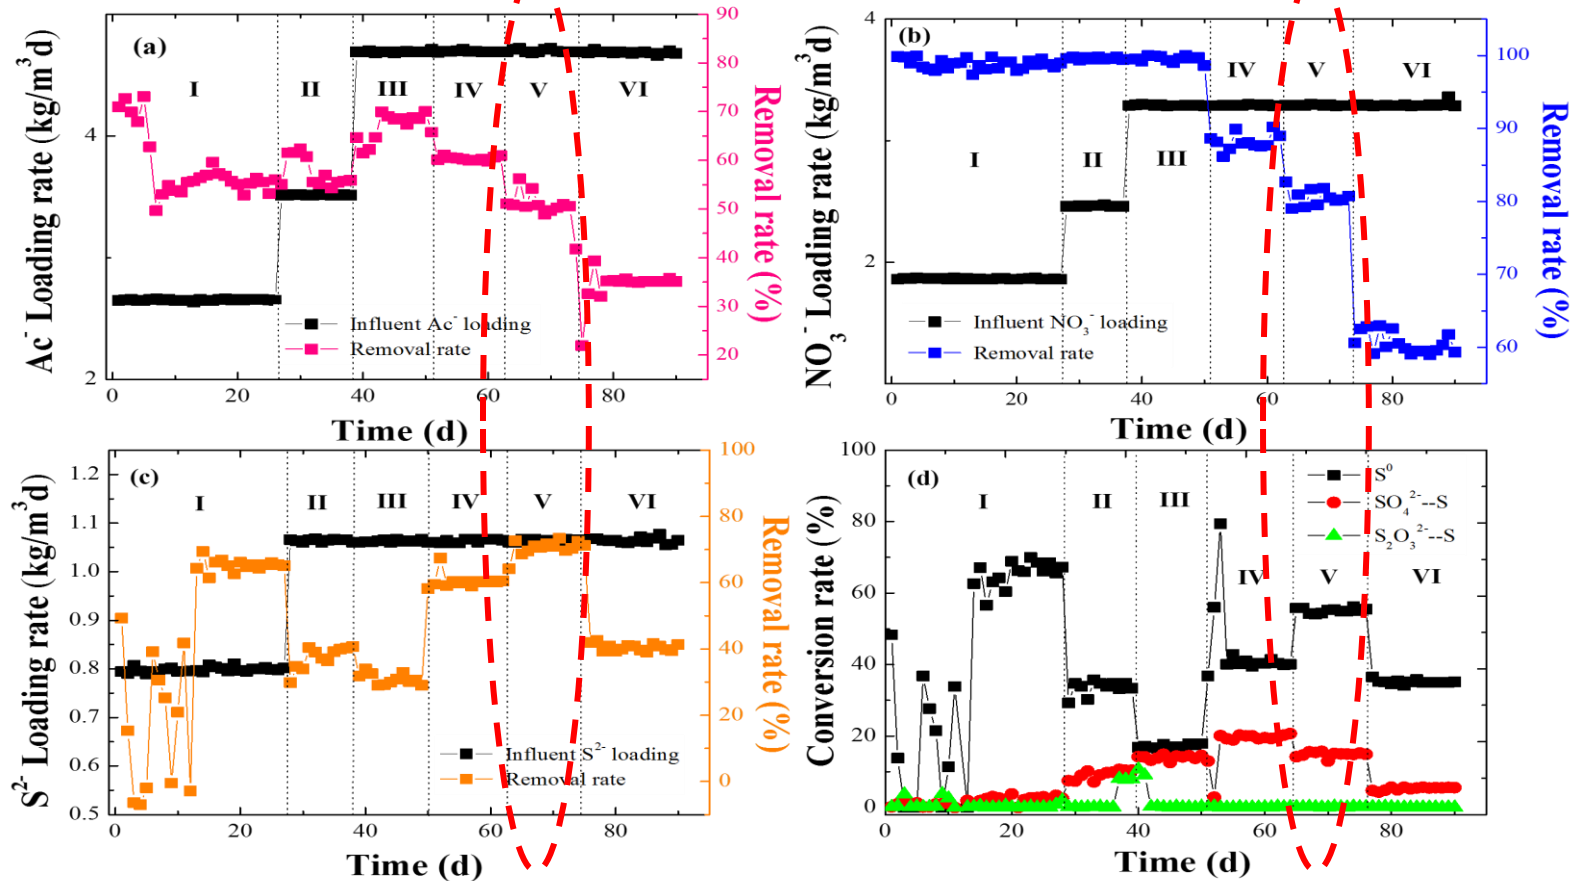 (a)
I II III IV V VI
Influent Ac⁻ loading
Removal rate
Ac⁻ Loading rate (kg/m³d)
4
2
0 20 40 60 80
Time (d)
90
80
70
60
50
40
30
20
Removal rate (%)
(b)
I II III IV V VI
Influent NO₃⁻ loading
Removal rate
NO₃⁻ Loading rate (kg/m³d)
4
2
0 20 40 60 80
Time (d)
100
90
80
70
60
Removal rate (%)
(c)
I II III IV V VI
Influent S²⁻ loading
Removal rate
S²⁻ Loading rate (kg/m³d)
1.2
1.1
1.0
0.9
0.8
0.7
0.6
0.5
0 20 40 60 80
Time (d)
100
80
60
40
20
0
Removal rate (%)
(d)
I II III IV V VI
S⁰
SO₄²⁻--S
S₂O₃²⁻--S
Conversion rate (%)
100
80
60
40
20
0
0 20 40 60 80
Time (d)